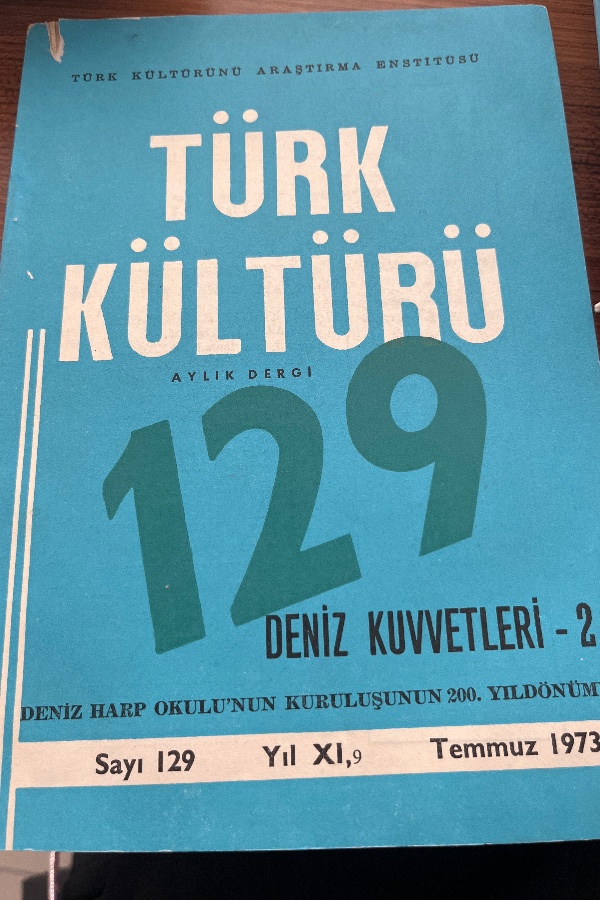 TÜRK KÜLTÜRÜNÜ ARAŞTIRMA ENSTİTÜSÜ
TÜRK
KÜLTÜRÜ
AYLIK DERGİ
129
DENİZ KUVVETLERİ - 2
DENİZ HARP OKULU'NUN KURULUŞUNUN 200. YILDÖNÜM
Sayı 129 Yıl XI,9 Temmuz 1973